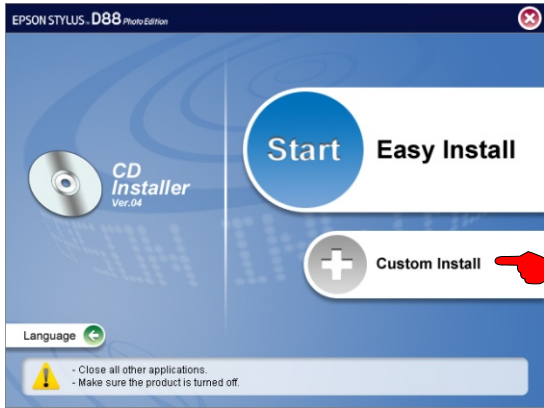 EPSON STYLUS™ D88 Photo Edition
Start Easy Install
CD
Installer
Ver.04
Custom Install
Language
- Close all other applications.
- Make sure the product is turned off.